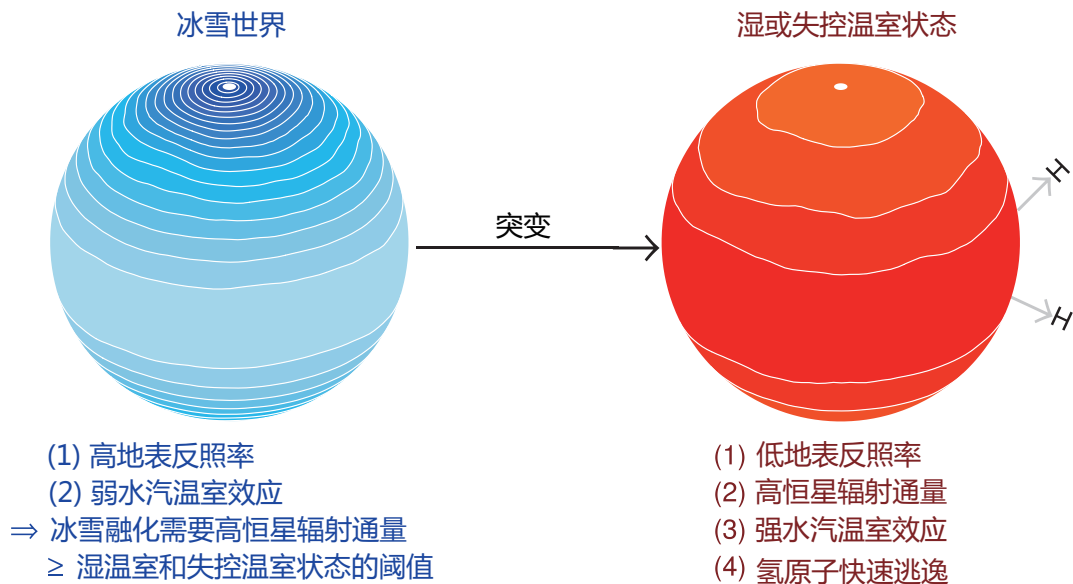 冰雪世界
湿或失控温室状态
突变
H
H
(1) 高地表反照率
(2) 弱水汽温室效应
⇒ 冰雪融化需要高恒星辐射通量
≥ 湿温室和失控温室状态的阈值
(1) 低地表反照率
(2) 高恒星辐射通量
(3) 强水汽温室效应
(4) 氢原子快速逃逸